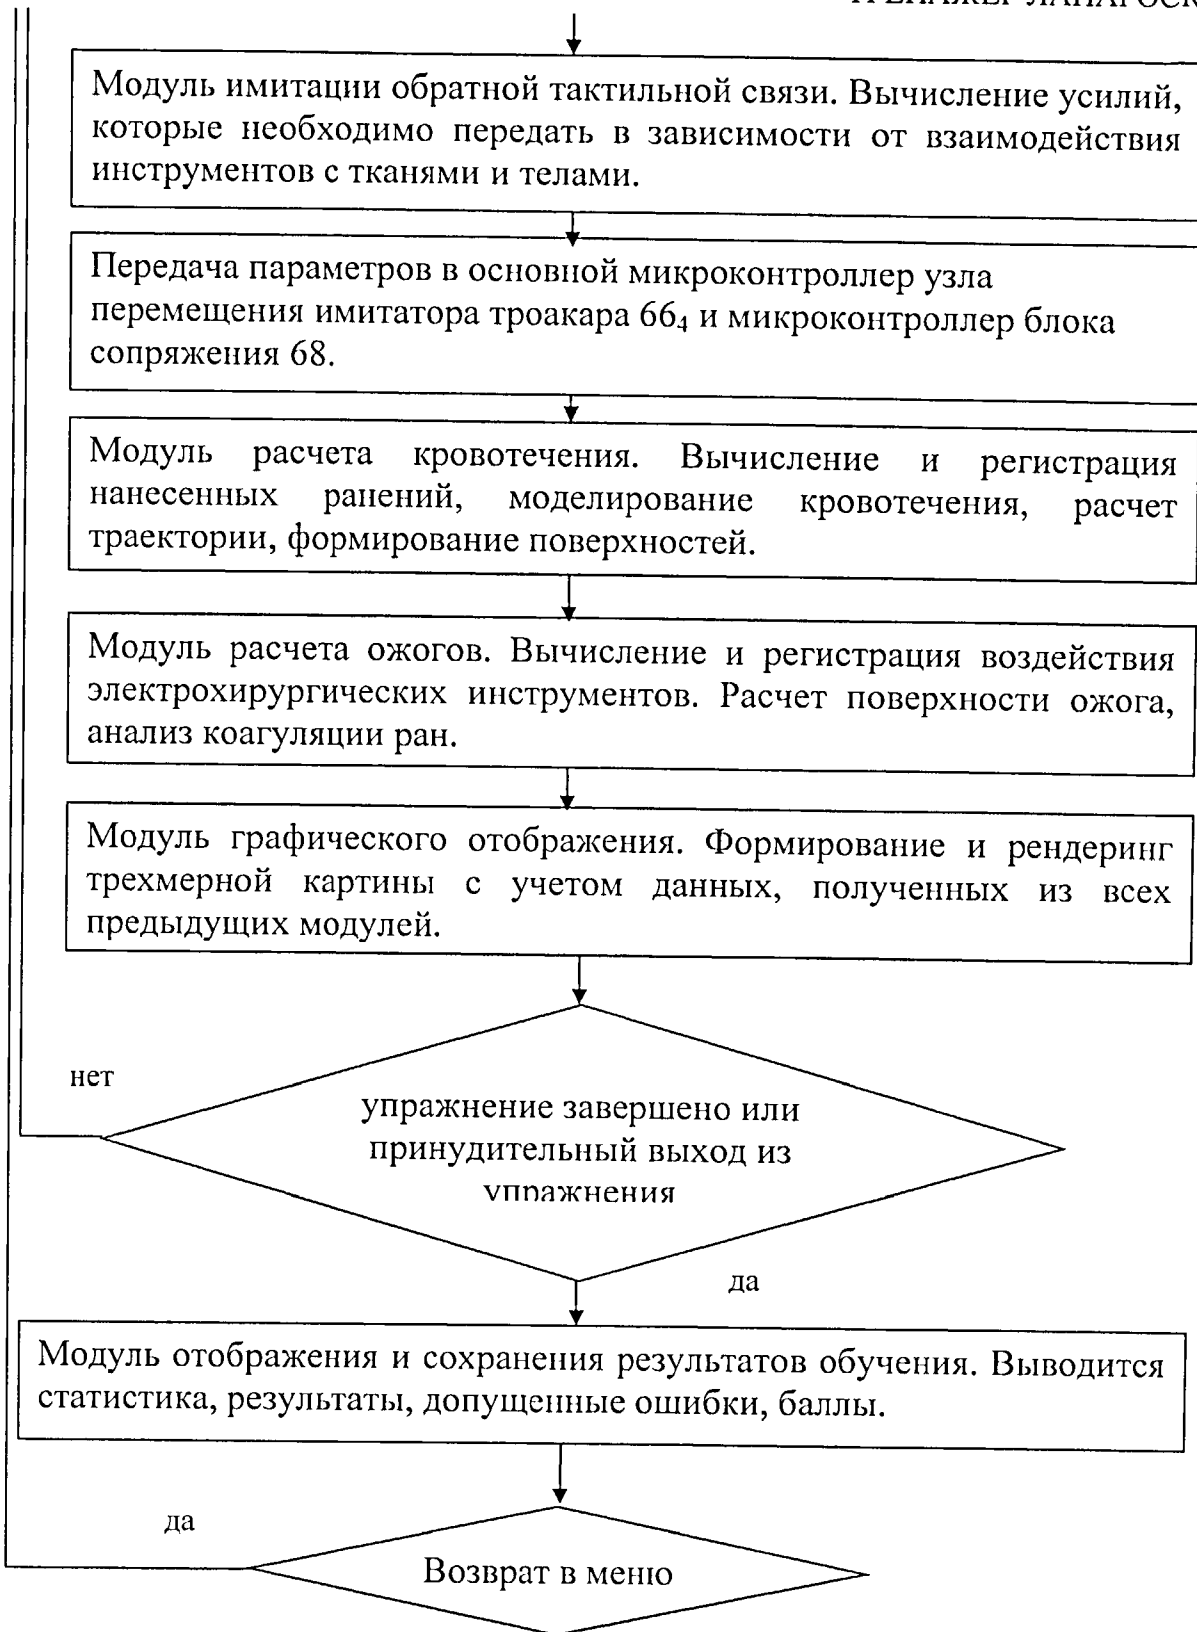 Модуль имитации обратной тактильной связи. Вычисление усилий,
которые необходимо передать в зависимости от взаимодействия
инструментов с тканями и телами.
Передача параметров в основной микроконтроллер узла
перемещения имитатора троакара 66₄ и микроконтроллер блока
сопряжения 68.
Модуль расчета кровотечения. Вычисление и регистрация
нанесенных ранений, моделирование кровотечения, расчет
траектории, формирование поверхностей.
Модуль расчета ожогов. Вычисление и регистрация воздействия
электрохирургических инструментов. Расчет поверхности ожога,
анализ коагуляции ран.
Модуль графического отображения. Формирование и рендеринг
трехмерной картины с учетом данных, полученных из всех
предыдущих модулей.
нет
упражнение завершено или
принудительный выход из
упражнения
да
Модуль отображения и сохранения результатов обучения. Выводится
статистика, результаты, допущенные ошибки, баллы.
да
Возврат в меню